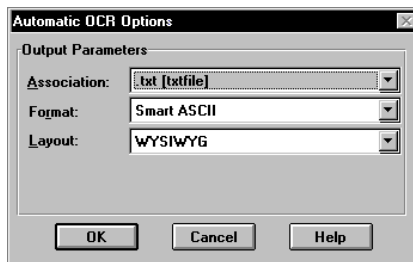 Automatic OCR Options
Output Parameters
Association: .txt [txtfile]
Format: Smart ASCII
Layout: WYSIWYG
OK Cancel Help